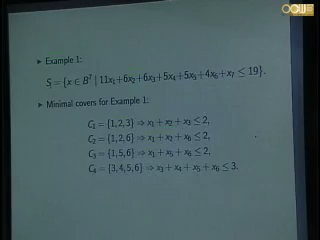 OCW
▸ Example 1:
S = {x ∈ B⁷ | 11x₁+6x₂+6x₃+5x₄+5x₅+4x₆+x₇ ≤ 19}.
▸ Minimal covers for Example 1:
C₁ = {1,2,3} ⇒ x₁+x₂+x₃ ≤ 2,
C₂ = {1,2,6} ⇒ x₁+x₂+x₆ ≤ 2,
C₃ = {1,5,6} ⇒ x₁+x₅+x₆ ≤ 2,
C₄ = {3,4,5,6} ⇒ x₃+x₄+x₅+x₆ ≤ 3.